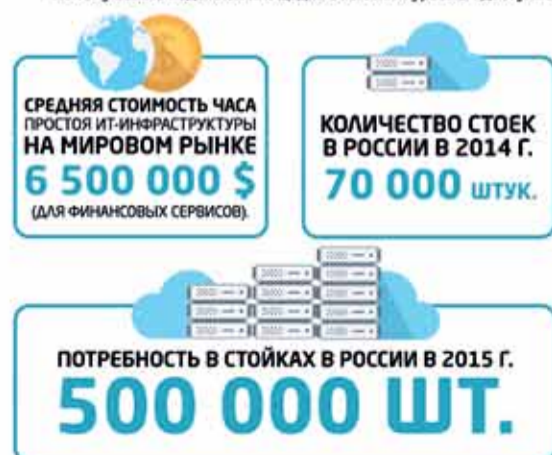 СРЕДНЯЯ СТОИМОСТЬ ЧАСА
ПРОСТОЯ ИТ-ИНФРАСТРУКТУРЫ
НА МИРОВОМ РЫНКЕ
6 500 000 $
(ДЛЯ ФИНАНСОВЫХ СЕРВИСОВ).
КОЛИЧЕСТВО СТОЕК
В РОССИИ В 2014 Г.
70 000 ШТУК.
ПОТРЕБНОСТЬ В СТОЙКАХ В РОССИИ В 2015 Г.
500 000 ШТ.